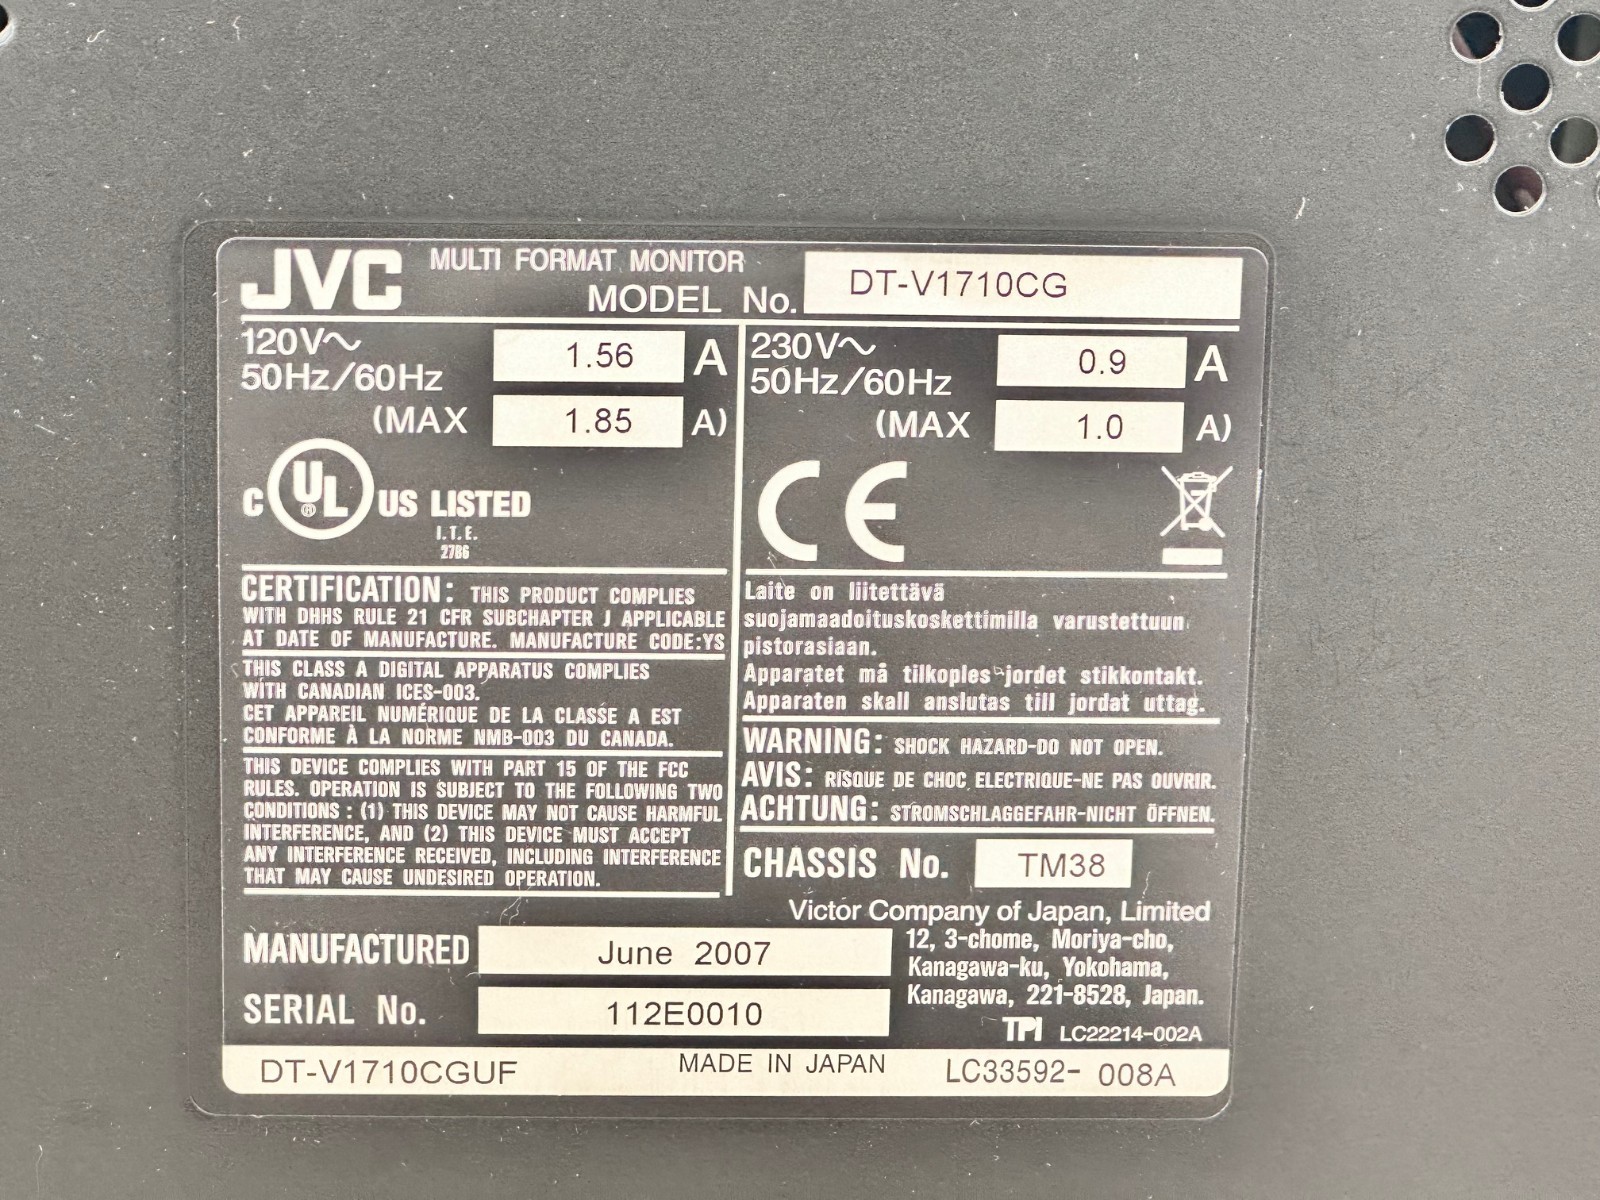 JVC MULTI FORMAT MONITOR
MODEL No. DT-V1710CG
120V~ 1.56 A
50Hz/60Hz
(MAX 1.85 A)
230V~ 0.9 A
50Hz/60Hz
(MAX 1.0 A)
C UL US LISTED
I.T.E.
27B6
CE
CERTIFICATION: THIS PRODUCT COMPLIES
WITH DHHS RULE 21 CFR SUBCHAPTER J APPLICABLE
AT DATE OF MANUFACTURE. MANUFACTURE CODE:YS
THIS CLASS A DIGITAL APPARATUS COMPLIES
WITH CANADIAN ICES-003.
CET APPAREIL NUMÉRIQUE DE LA CLASSE A EST
CONFORME À LA NORME NMB-003 DU CANADA.
THIS DEVICE COMPLIES WITH PART 15 OF THE FCC
RULES. OPERATION IS SUBJECT TO THE FOLLOWING TWO
CONDITIONS : (1) THIS DEVICE MAY NOT CAUSE HARMFUL
INTERFERENCE, AND (2) THIS DEVICE MUST ACCEPT
ANY INTERFERENCE RECEIVED, INCLUDING INTERFERENCE
THAT MAY CAUSE UNDESIRED OPERATION.
Laite on liitettävä
suojamaadoituskoskettimilla varustettuun
pistorasiaan.
Apparatet må tilkoples jordet stikkontakt.
Apparaten skall anslutas till jordat uttag.
WARNING: SHOCK HAZARD-DO NOT OPEN.
AVIS: RISQUE DE CHOC ELECTRIQUE-NE PAS OUVRIR.
ACHTUNG: STROMSCHLAGGEFAHR-NICHT ÖFFNEN.
CHASSIS No. TM38
Victor Company of Japan, Limited
12, 3-chome, Moriya-cho,
Kanagawa-ku, Yokohama,
Kanagawa, 221-8528, Japan.
TPI LC22214-002A
MANUFACTURED June 2007
SERIAL No. 112E0010
DT-V1710CGUF MADE IN JAPAN LC33592- 008A